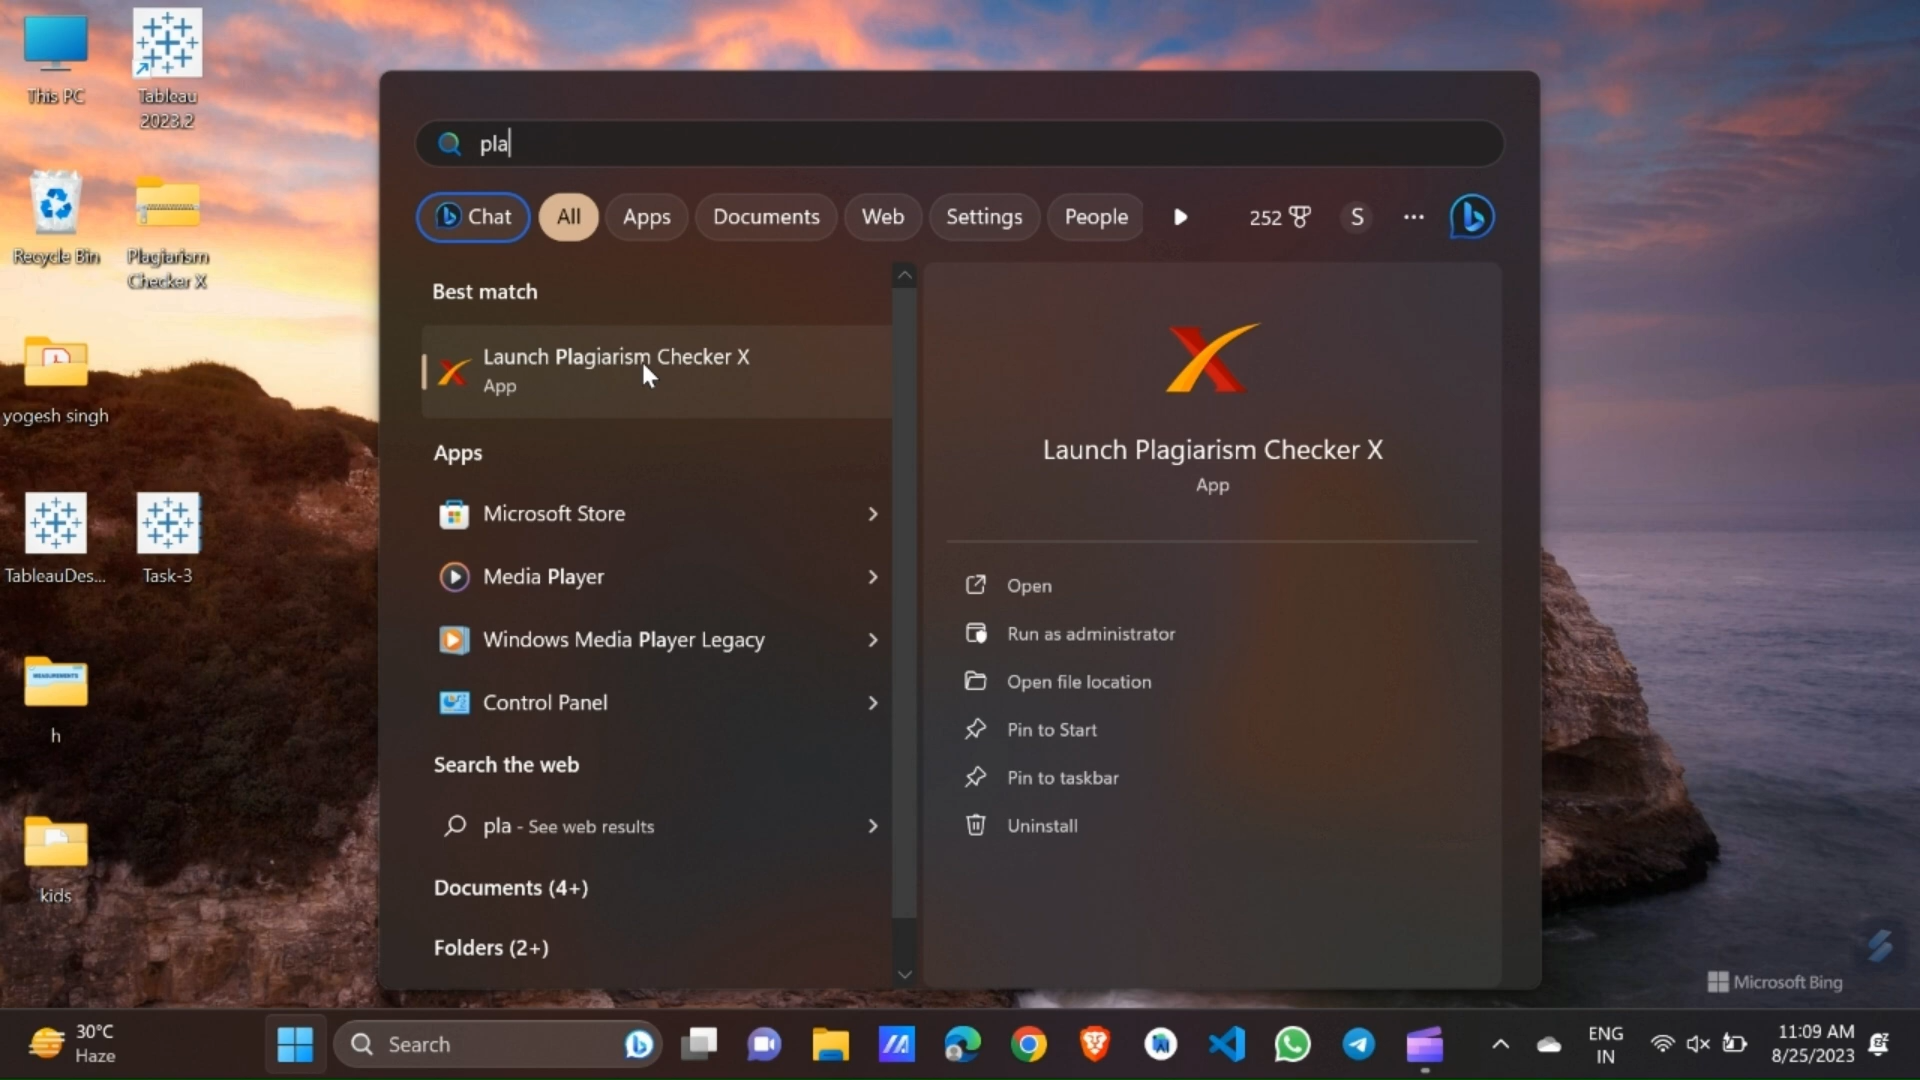 This PC
Tableau
2023.2
Recycle Bin
Plagiarism
Checker X
yogesh singh
TableauDes...
Task-3
MEASUREMENTS
h
kids
pla
Chat
All
Apps
Documents
Web
Settings
People
252
S
Best match
Launch Plagiarism Checker X
App
Apps
Microsoft Store
Media Player
Windows Media Player Legacy
Control Panel
Search the web
pla - See web results
Documents (4+)
Folders (2+)
Launch Plagiarism Checker X
App
Open
Run as administrator
Open file location
Pin to Start
Pin to taskbar
Uninstall
Microsoft Bing
30°C
Haze
Search
ENG
IN
11:09 AM
8/25/2023